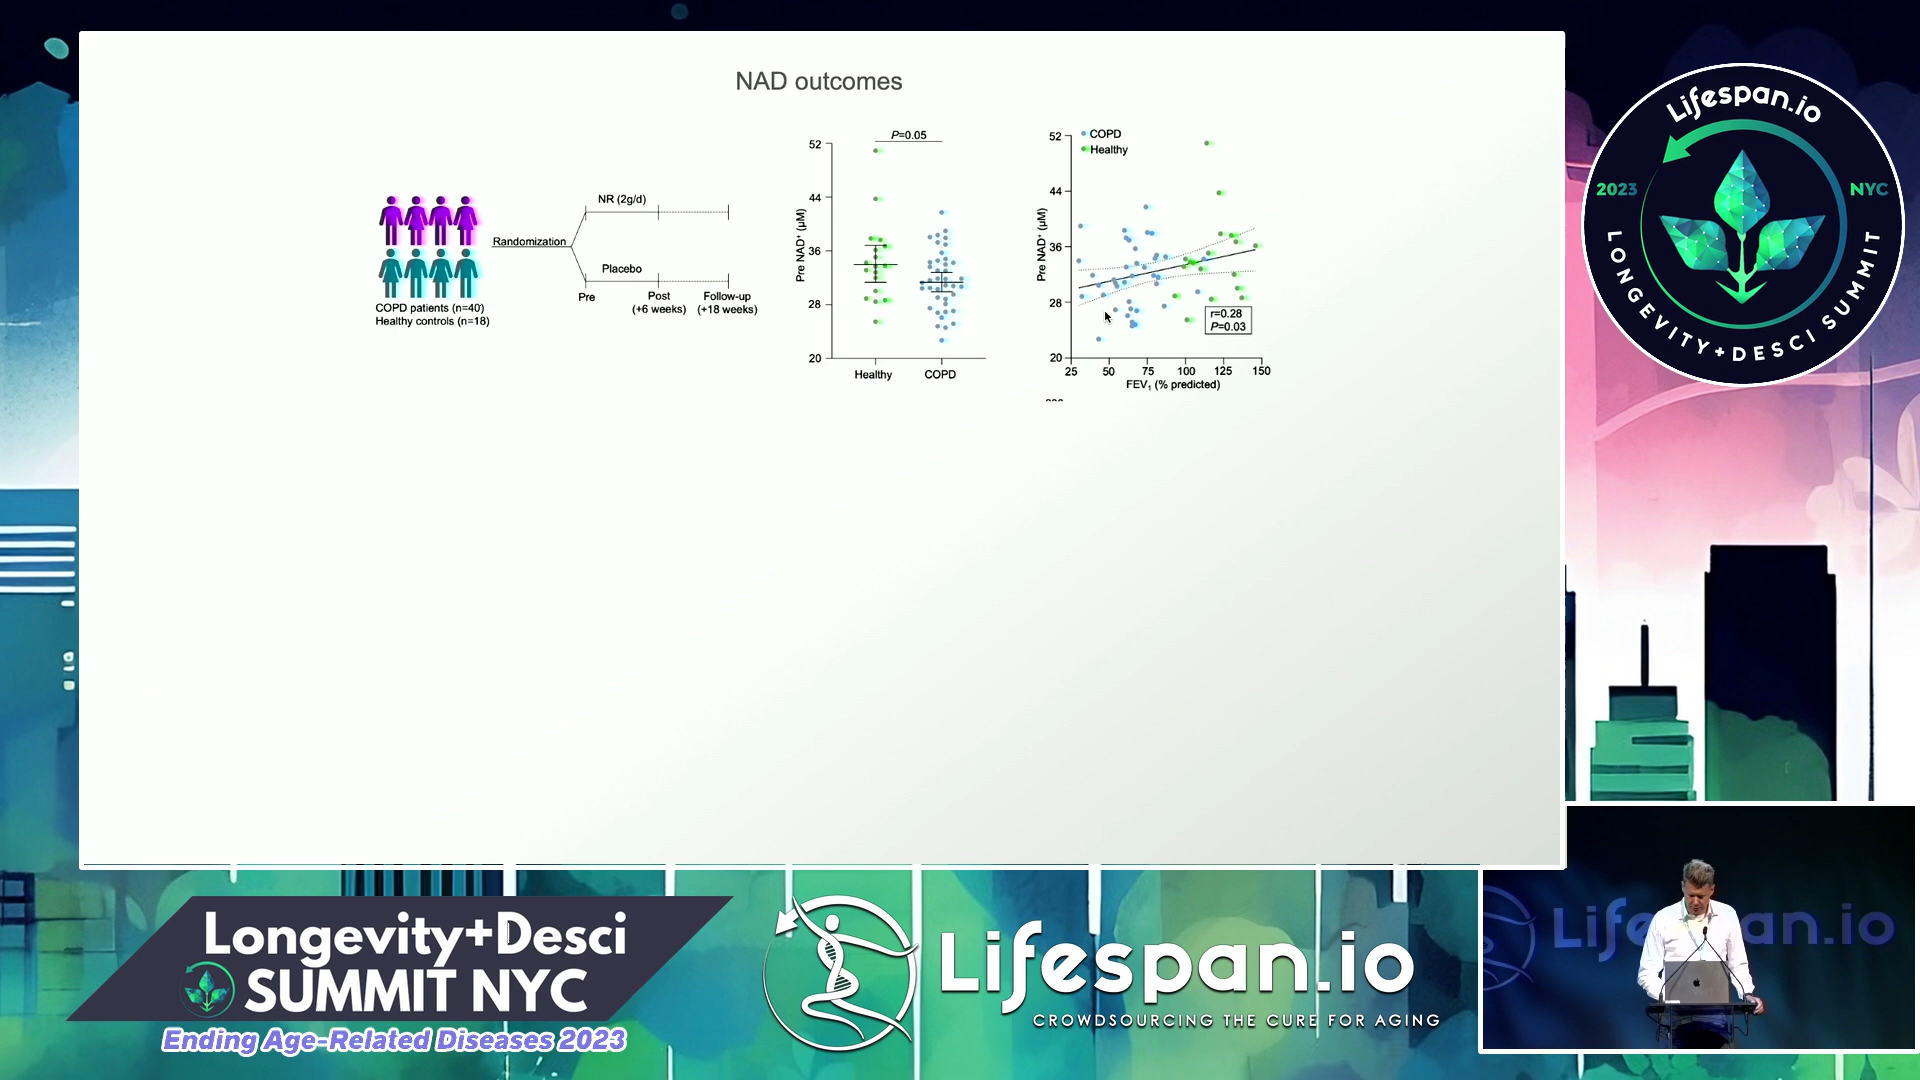 NAD outcomes
NR (2g/d)
Randomization
Placebo
Pre
Post
(+6 weeks)
Follow-up
(+18 weeks)
COPD patients (n=40)
Healthy controls (n=18)
P=0.05
52
44
36
28
20
Pre NAD⁺ (µM)
Healthy
COPD
COPD
Healthy
52
44
36
28
20
Pre NAD⁺ (µM)
r=0.28
P=0.03
25
50
75
100
125
150
FEV₁ (% predicted)
Lifespan.io
2023
NYC
LONGEVITY+DESCI SUMMIT
Longevity+Desci
SUMMIT NYC
Ending Age-Related Diseases 2023
Lifespan.io
CROWDSOURCING THE CURE FOR AGING
Lifespan.io